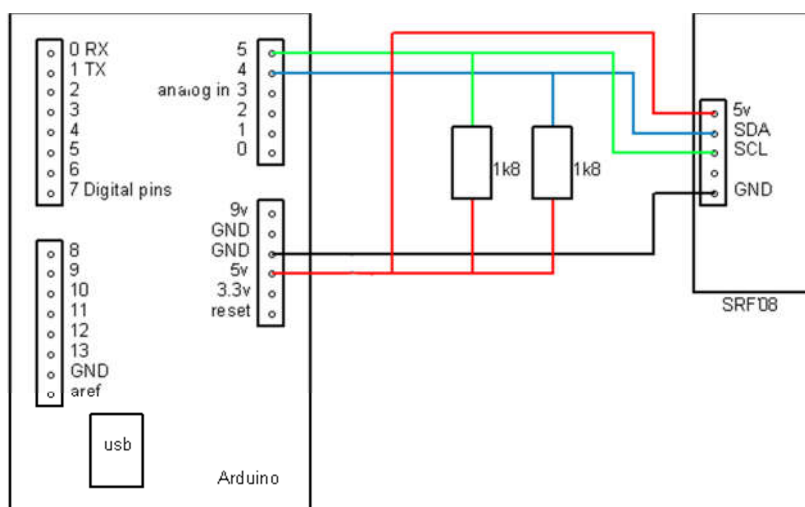 0 RX
1 TX
2
3
4
5
6
7 Digital pins
8
9
10
11
12
13
GND
aref
usb
Arduino
5
4
analog in 3
2
1
0
9v
GND
GND
5v
3.3v
reset
1k8
1k8
5v
SDA
SCL
GND
SRF08